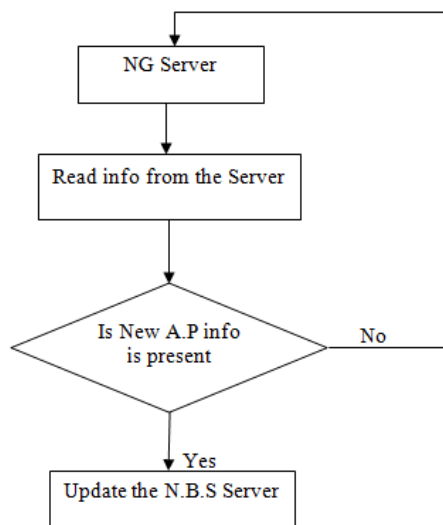 NG Server
Read info from the Server
Is New A.P info
is present
No
Yes
Update the N.B.S Server